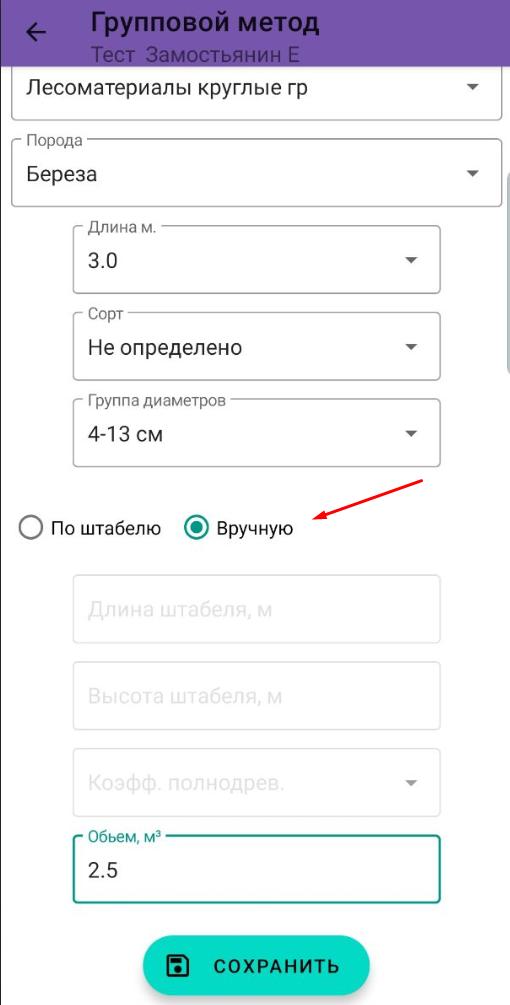 Групповой метод
Тест Замостьянин Е
Лесоматериалы круглые гр
Порода
Береза
Длина м.
3.0
Сорт
Не определено
Группа диаметров
4-13 см
По штабелю Вручную
Длина штабеля, м
Высота штабеля, м
Коэфф. полнодрев.
Обьем, м³
2.5
СОХРАНИТЬ